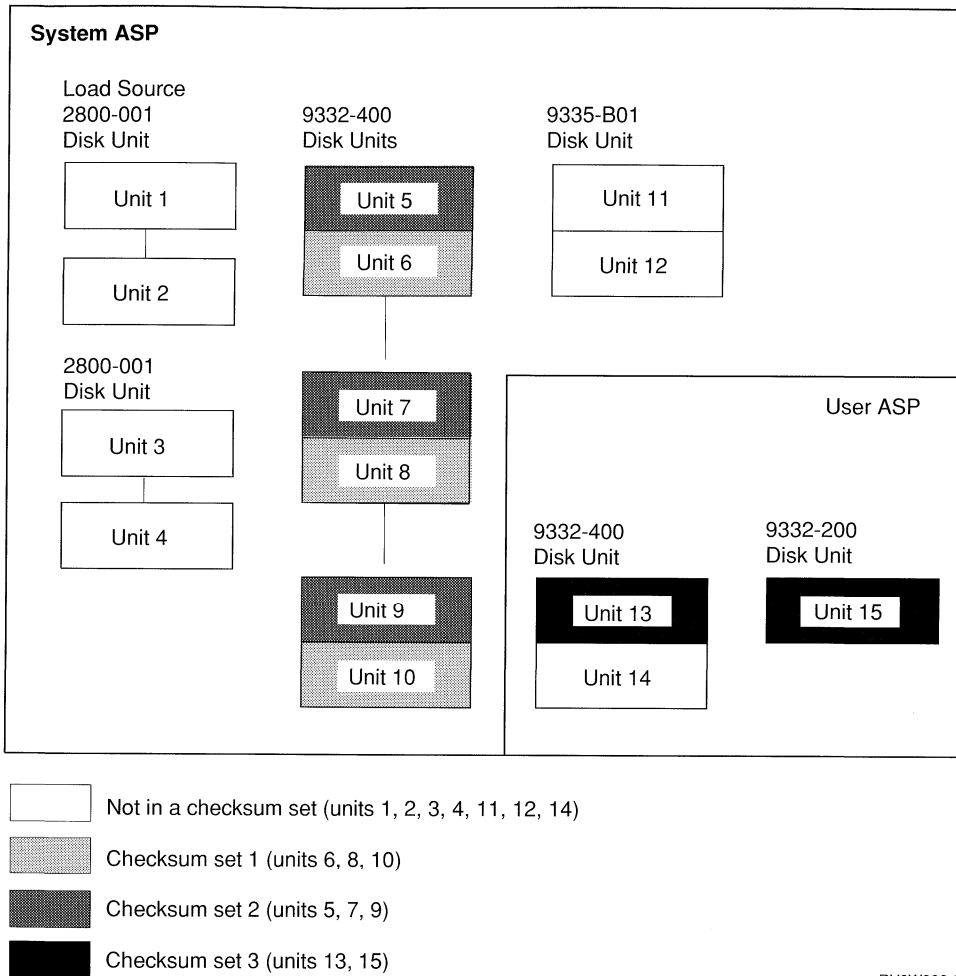 System ASP
Load Source
2800-001
Disk Unit
Unit 1
Unit 2
2800-001
Disk Unit
Unit 3
Unit 4
9332-400
Disk Units
Unit 5
Unit 6
Unit 7
Unit 8
Unit 9
Unit 10
9335-B01
Disk Unit
Unit 11
Unit 12
User ASP
9332-400
Disk Unit
Unit 13
Unit 14
9332-200
Disk Unit
Unit 15
Not in a checksum set (units 1, 2, 3, 4, 11, 12, 14)
Checksum set 1 (units 6, 8, 10)
Checksum set 2 (units 5, 7, 9)
Checksum set 3 (units 13, 15)